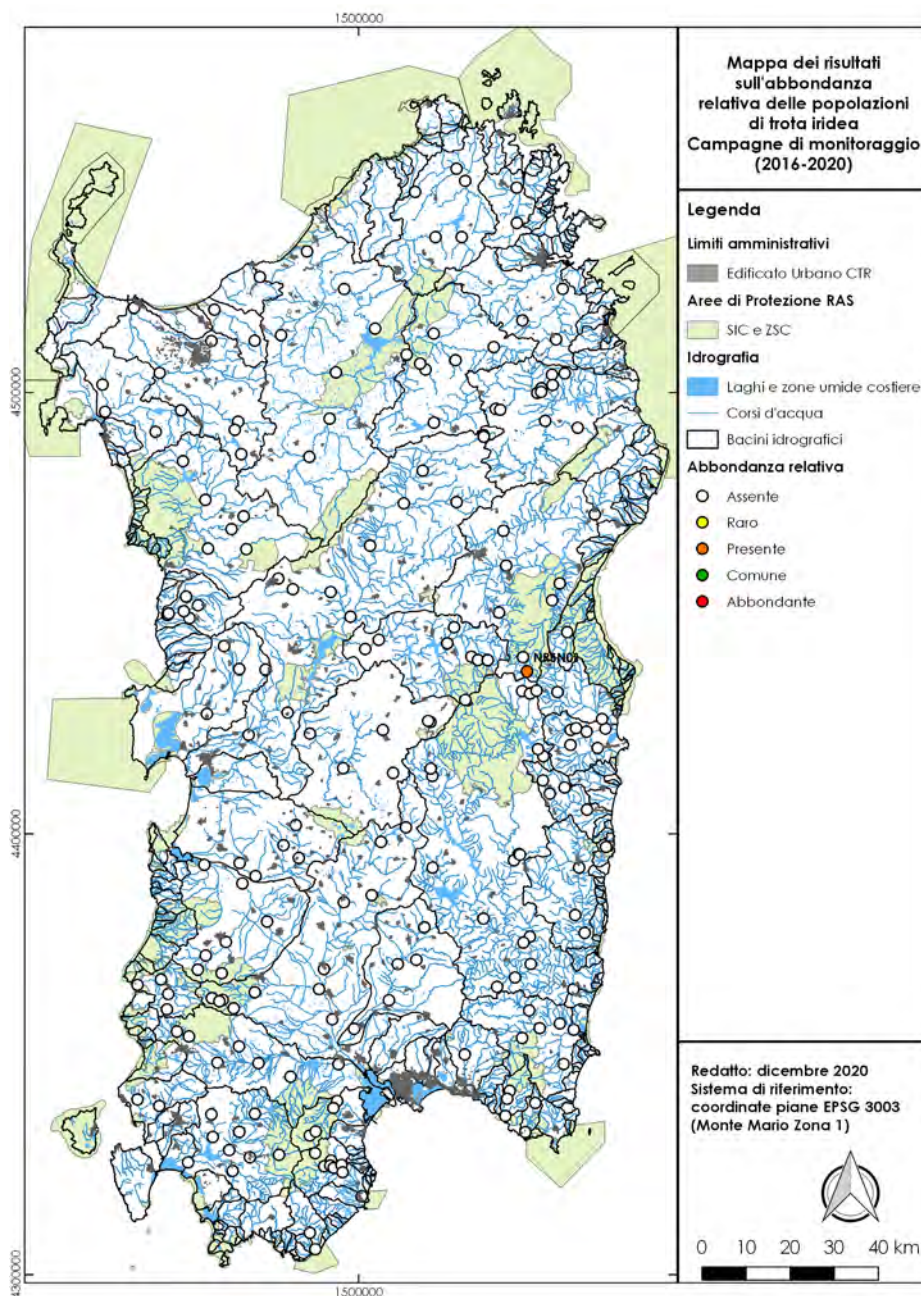 1500000
Mappa dei risultati
sull'abbondanza
relativa delle popolazioni
di trota iridea
Campagne di monitoraggio
(2016-2020)
Legenda
Limiti amministrativi
Edificato Urbano CTR
Aree di Protezione RAS
SIC e ZSC
Idrografia
Laghi e zone umide costiere
Corsi d'acqua
Bacini idrografici
Abbondanza relativa
Assente
Raro
Presente
Comune
Abbondante
4500000
4500000
4400000
4400000
4300000
4300000
1500000
Redatto: dicembre 2020
Sistema di riferimento:
coordinate piane EPSG 3003
(Monte Mario Zona 1)
0 10 20 30 40 km